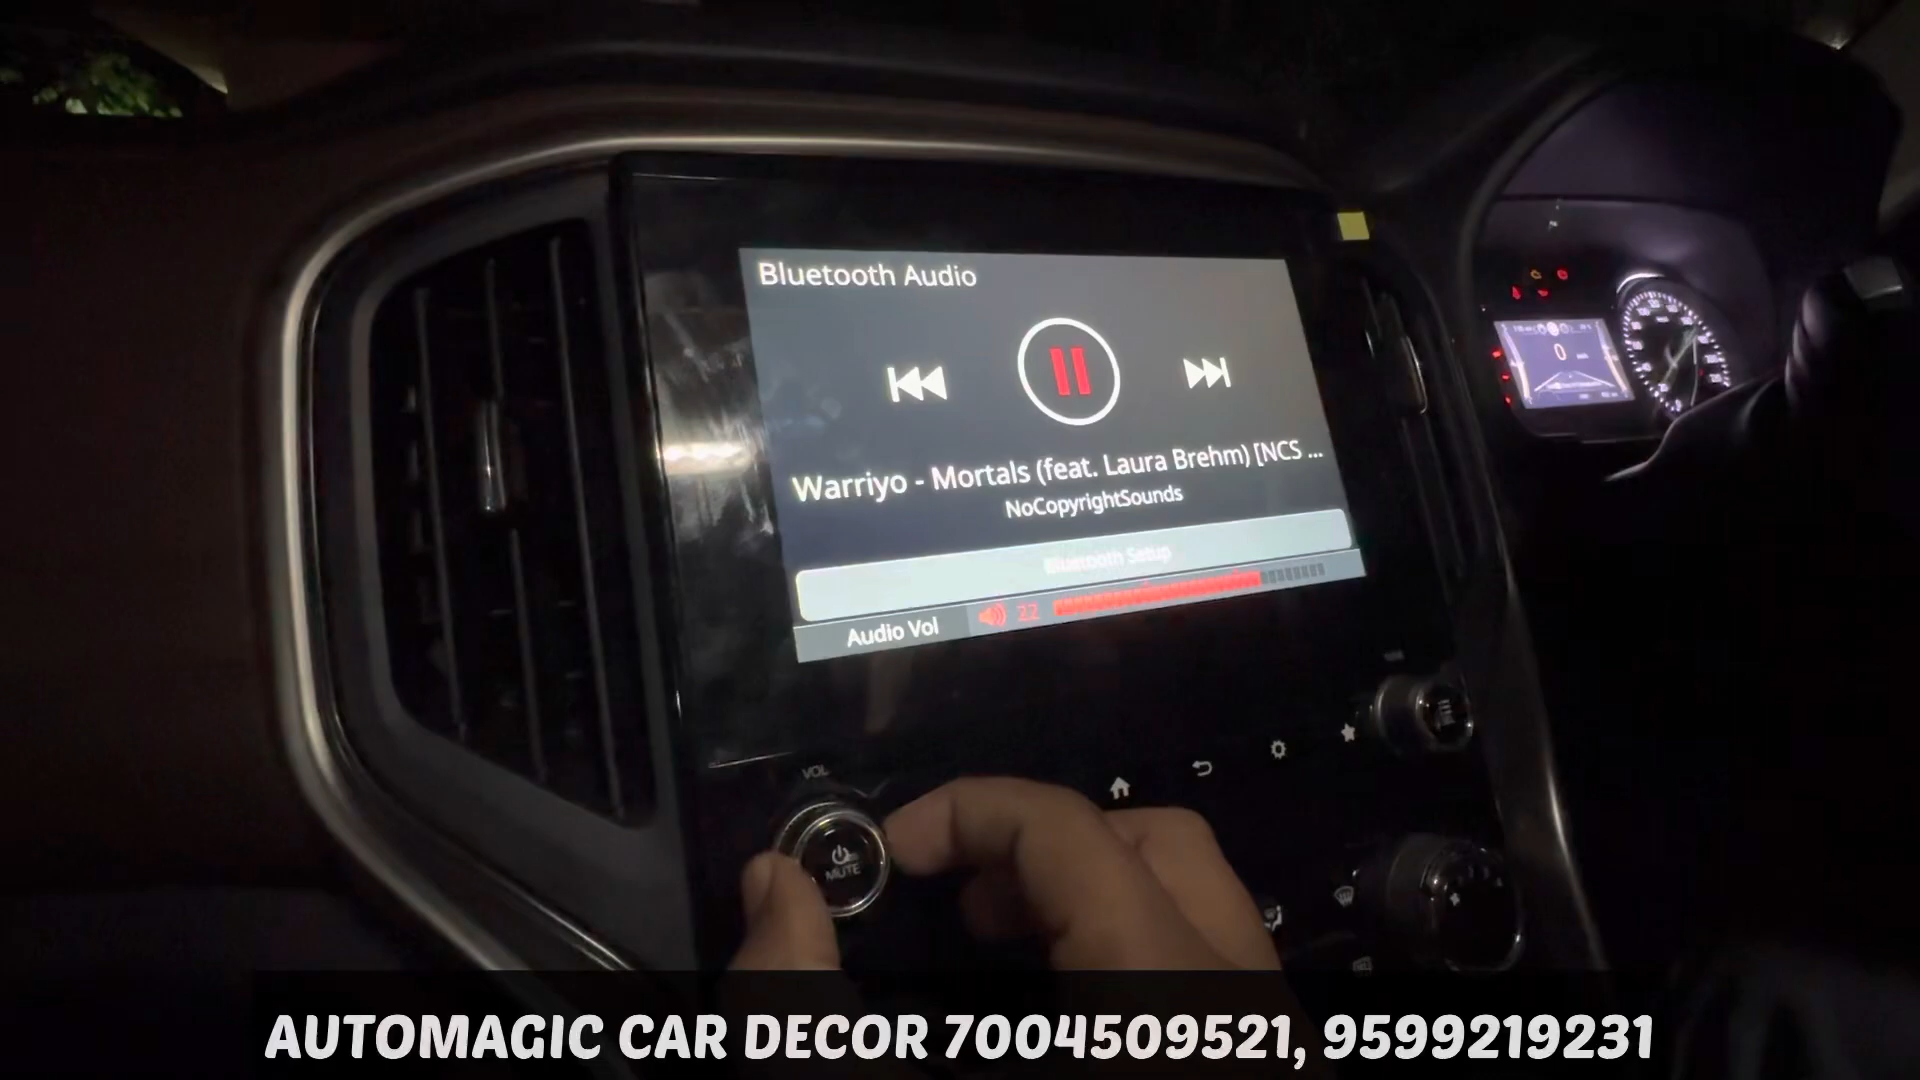 Bluetooth Audio
Warriyo - Mortals (feat. Laura Brehm) [NCS ...
NoCopyrightSounds
Bluetooth Setup
Audio Vol 22
VOL
MUTE
0
AUTOMAGIC CAR DECOR 7004509521, 9599219231